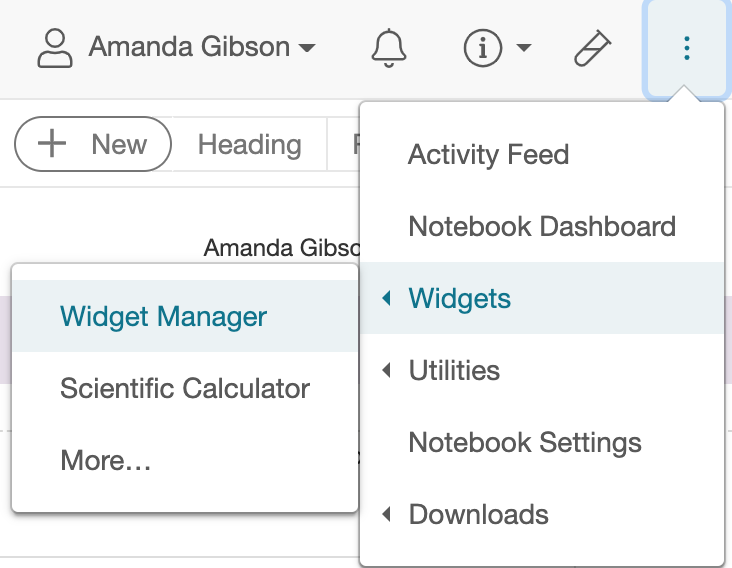 Amanda Gibson
New Heading
Activity Feed
Notebook Dashboard
Widgets
Utilities
Notebook Settings
Downloads
Amanda Gibso
Widget Manager
Scientific Calculator
More…